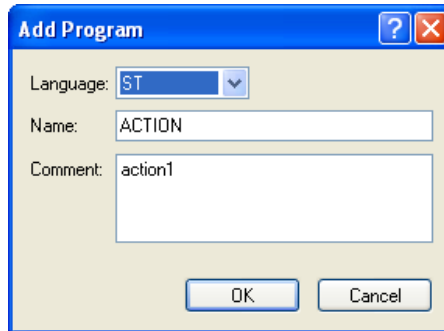 Add Program
Language: ST
Name: ACTION
Comment: action1
OK Cancel